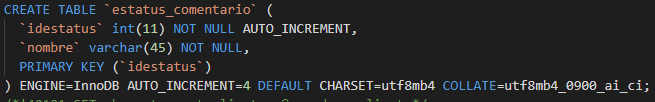 CREATE TABLE `estatus_comentario` (
`idestatus` int(11) NOT NULL AUTO_INCREMENT,
`nombre` varchar(45) NOT NULL,
PRIMARY KEY (`idestatus`)
) ENGINE=InnoDB AUTO_INCREMENT=4 DEFAULT CHARSET=utf8mb4 COLLATE=utf8mb4_0900_ai_ci;